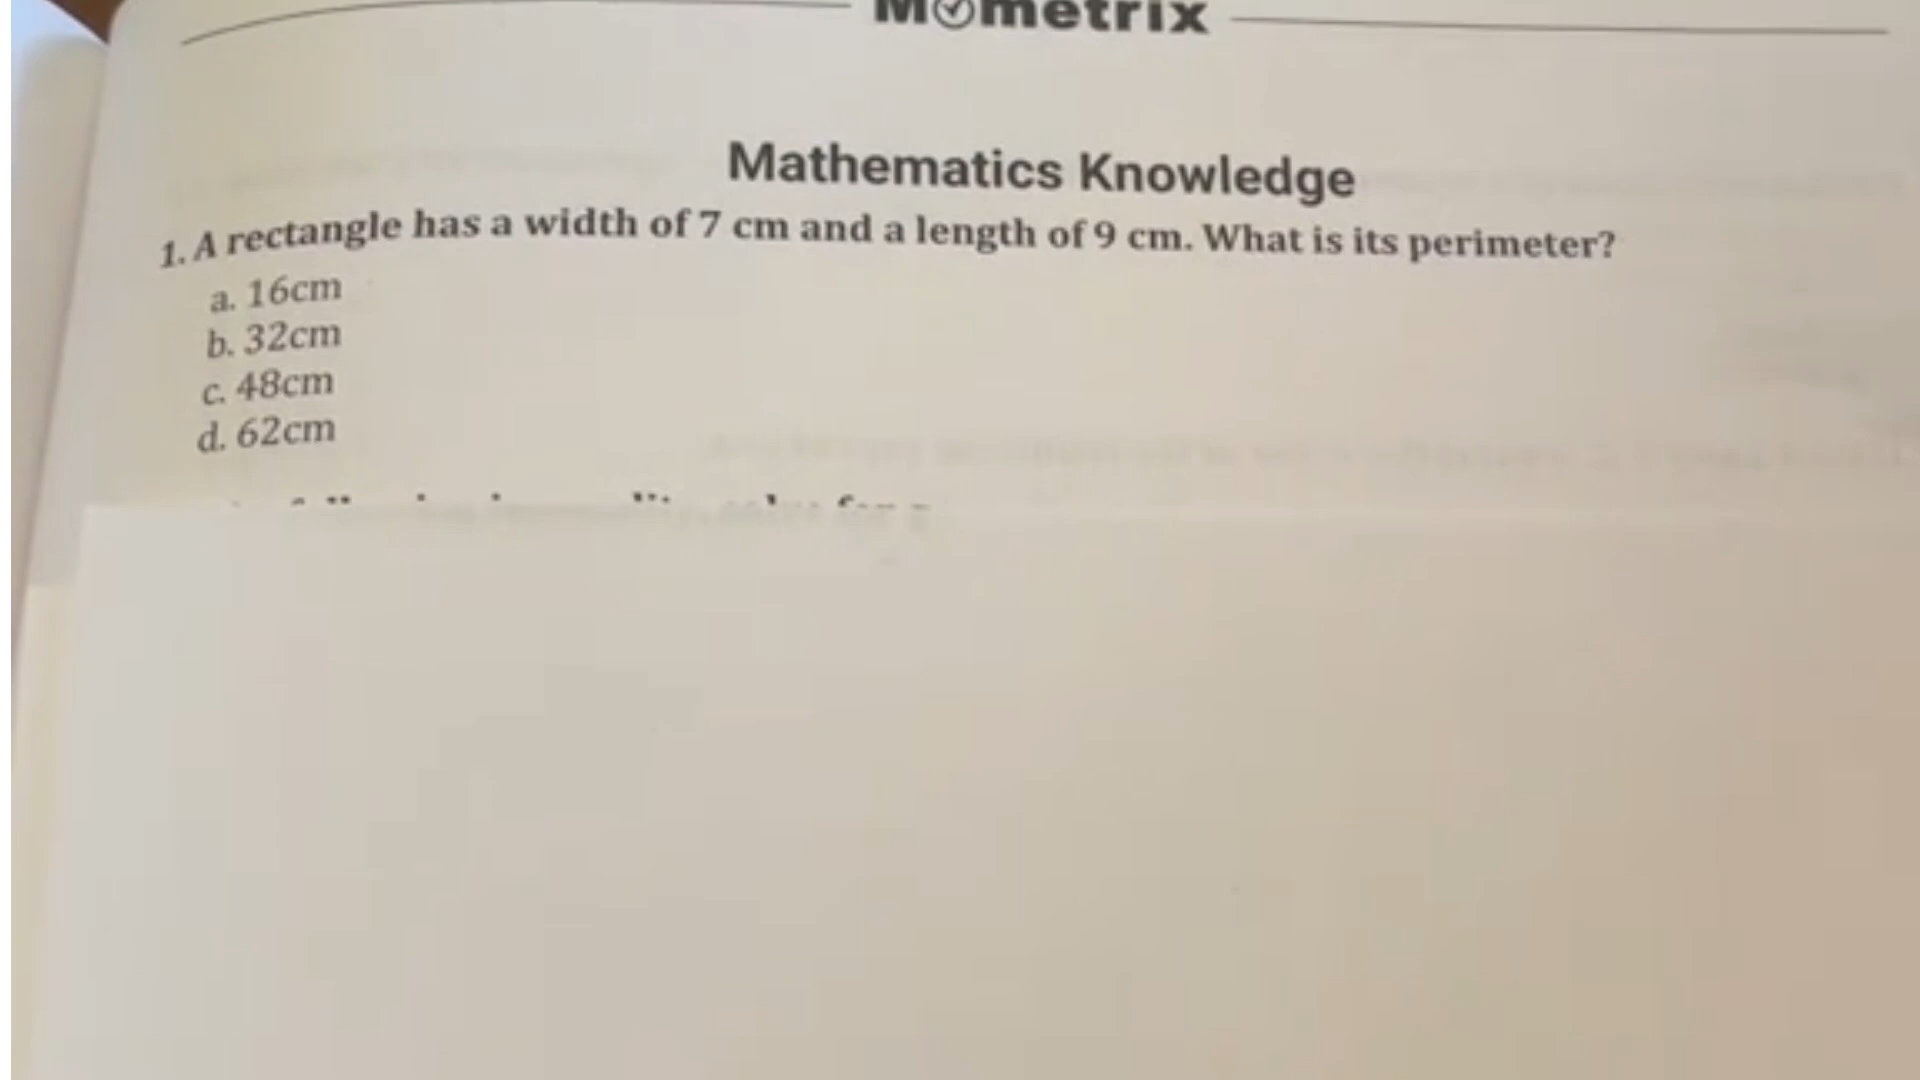 Mometrix
Mathematics Knowledge
1. A rectangle has a width of 7 cm and a length of 9 cm. What is its perimeter?
a. 16cm
b. 32cm
c. 48cm
d. 62cm